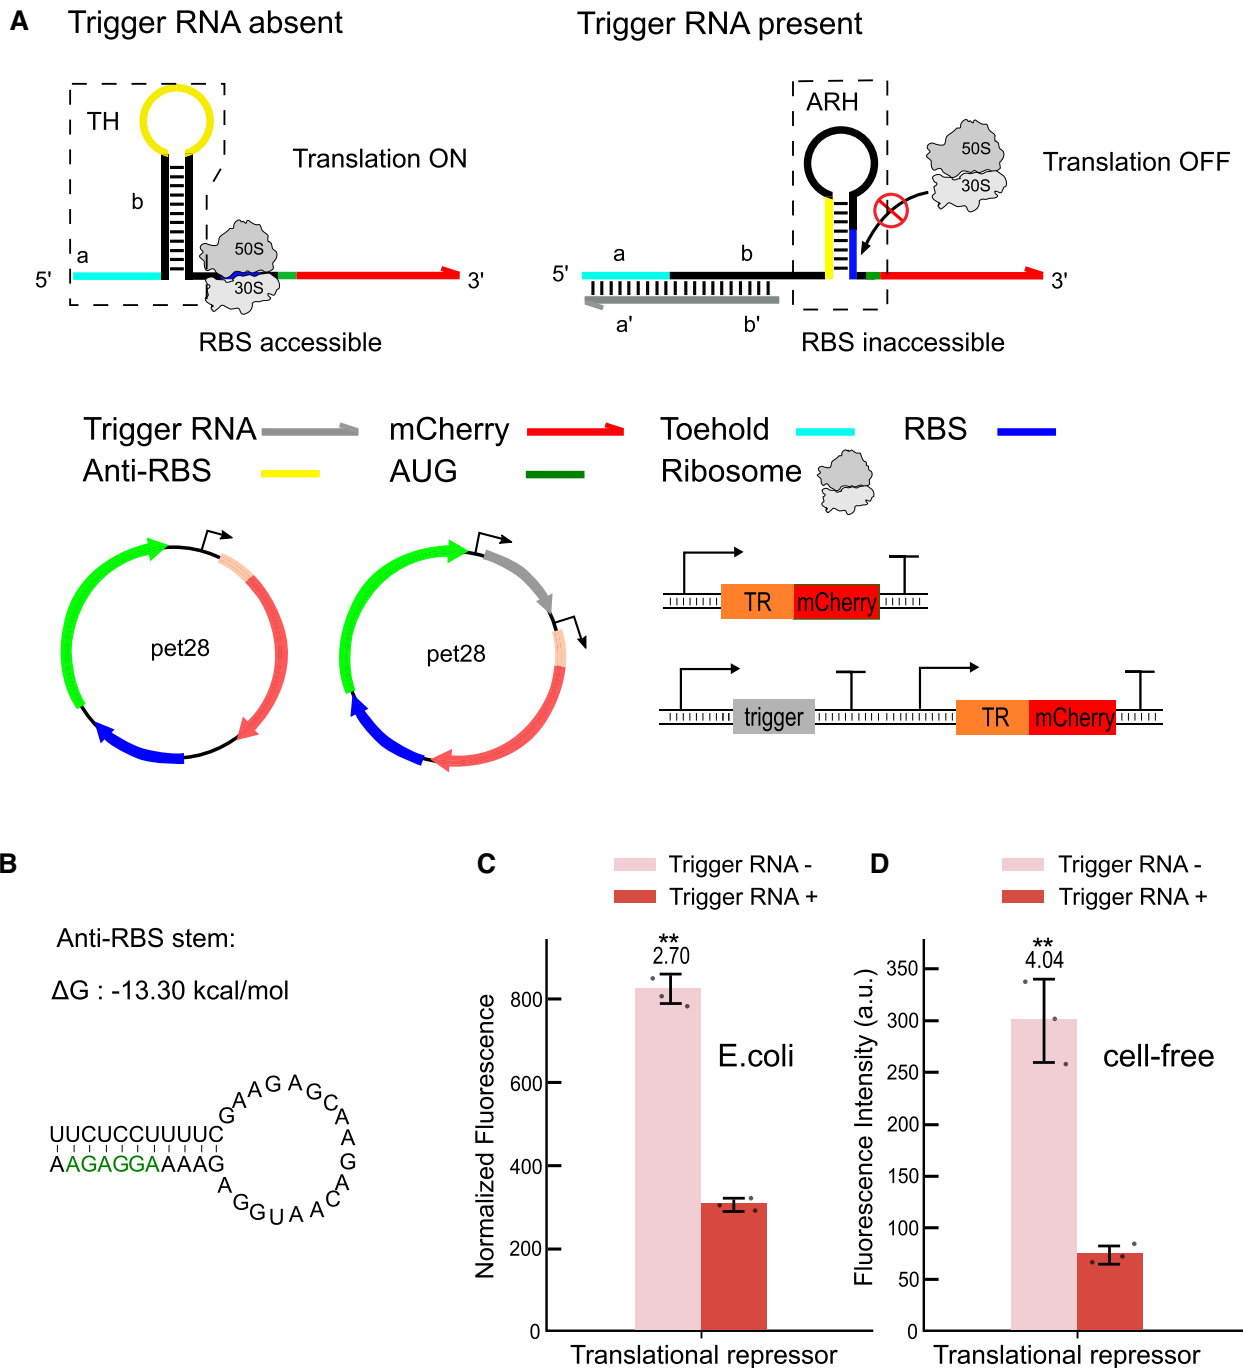 A
Trigger RNA absent
Trigger RNA present
TH
b
a
5'
50S
30S
3'
Translation ON
RBS accessible
ARH
50S
30S
Translation OFF
a
b
5'
3'
a'
b'
RBS inaccessible
Trigger RNA
mCherry
Toehold
RBS
Anti-RBS
AUG
Ribosome
pet28
pet28
TR
mCherry
trigger
TR
mCherry
B
Anti-RBS stem:
ΔG : -13.30 kcal/mol
UUCUCCUUUUC
GAAGAGCAAGACAAUGGA
AAGAGGAAAAG
C
Trigger RNA -
Trigger RNA +
**
2.70
E.coli
Normalized Fluorescence
800
600
400
200
0
Translational repressor
D
Trigger RNA -
Trigger RNA +
**
4.04
cell-free
Fluorescence Intensity (a.u.)
350
300
250
200
150
100
50
0
Translational repressor